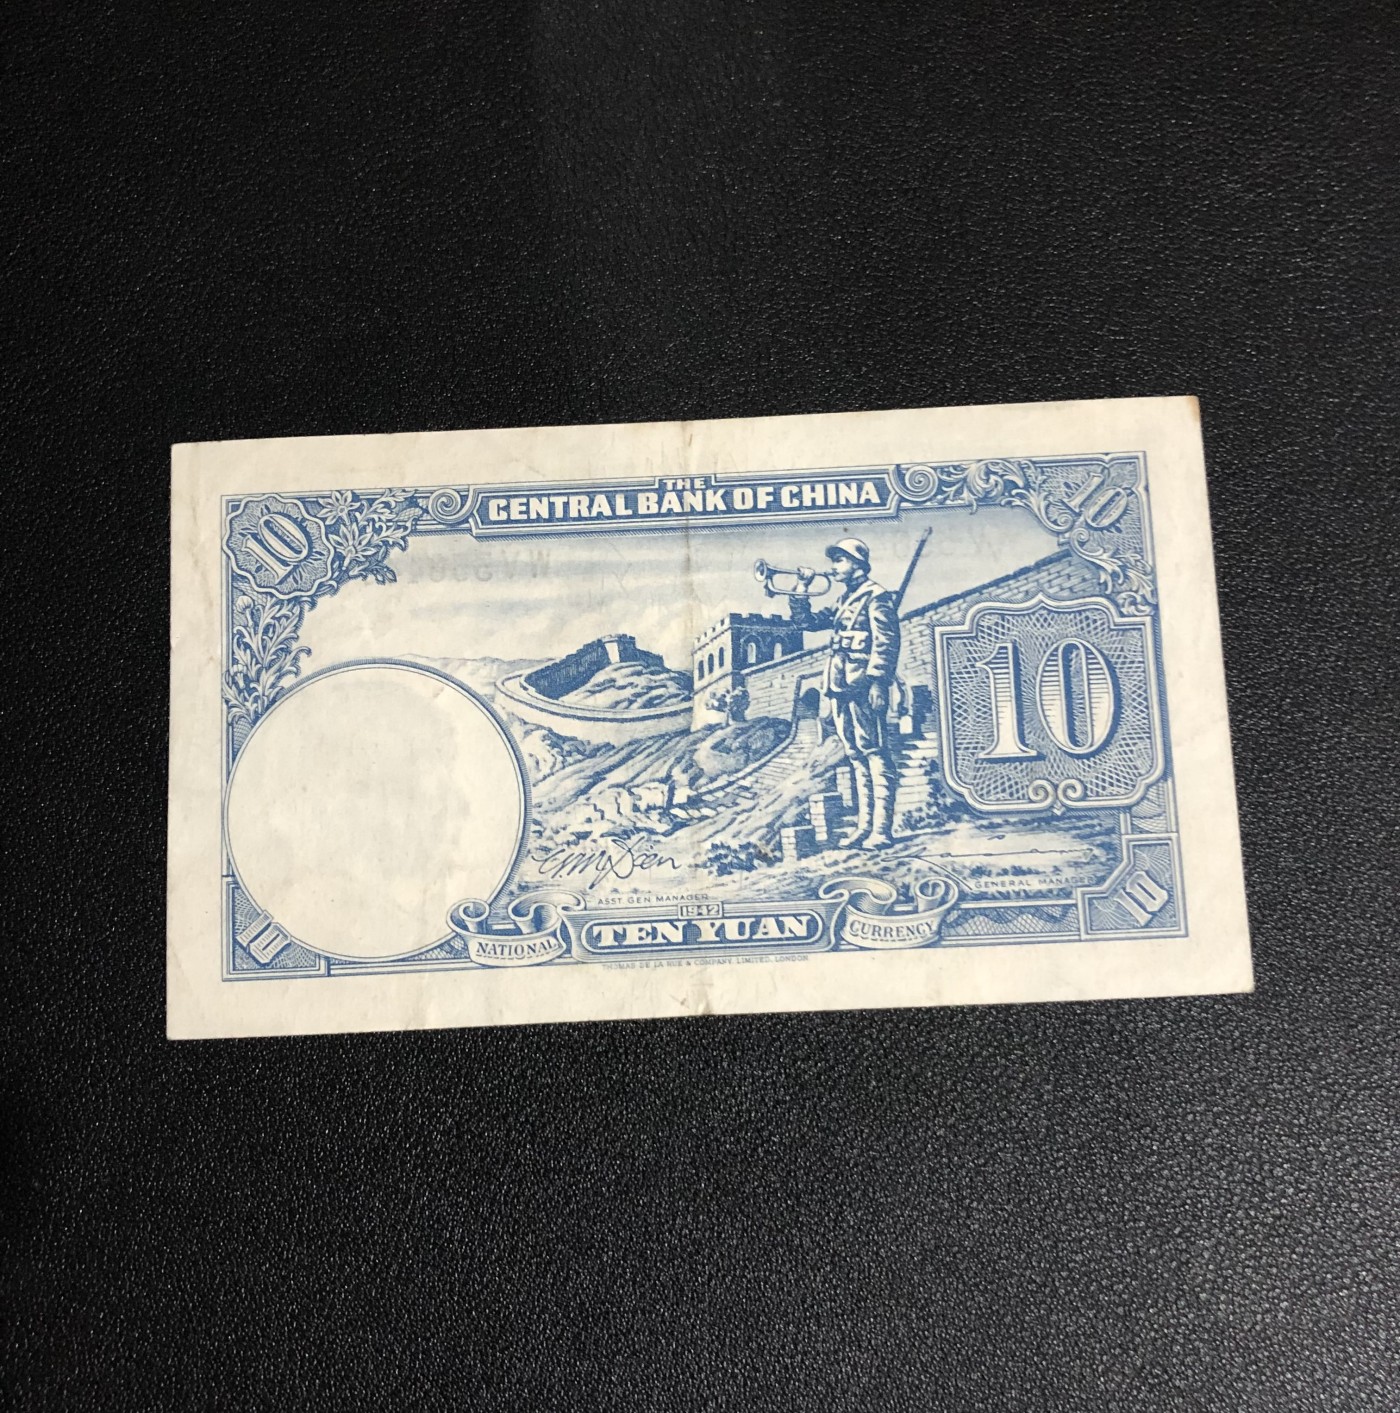 THE
CENTRAL BANK OF CHINA
10
10
10
ASST GEN MANAGER
GENERAL MANAGER
1942
NATIONAL TEN YUAN CURRENCY
10
10
THOMAS DE LA RUE & COMPANY, LIMITED, LONDON